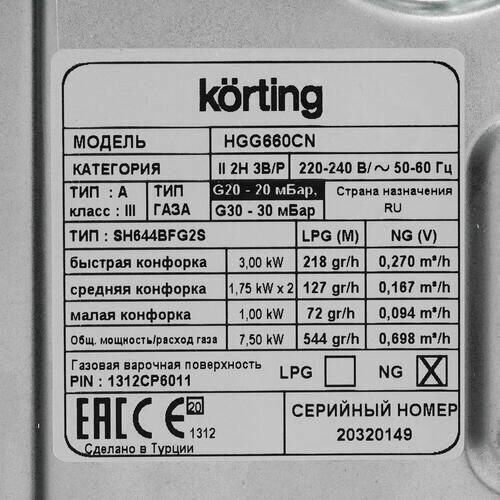 körting
МОДЕЛЬ HGG660CN
КАТЕГОРИЯ II 2H 3B/P 220-240 В/ ~ 50-60 Гц
ТИП : A ТИП G20 - 20 мБар, Страна назначения
класс : III ГАЗА G30 - 30 мБар RU
ТИП : SH644BFG2S LPG (M) NG (V)
быстрая конфорка 3,00 kW 218 gr/h 0,270 m³/h
средняя конфорка 1,75 kW x 2 127 gr/h 0,167 m³/h
малая конфорка 1,00 kW 72 gr/h 0,094 m³/h
Общ. мощность/расход газа 7,50 kW 544 gr/h 0,698 m³/h
Газовая варочная поверхность
PIN : 1312CP6011 LPG NG X
EAC CE 20 СЕРИЙНЫЙ НОМЕР
1312 20320149
Сделано в Турции